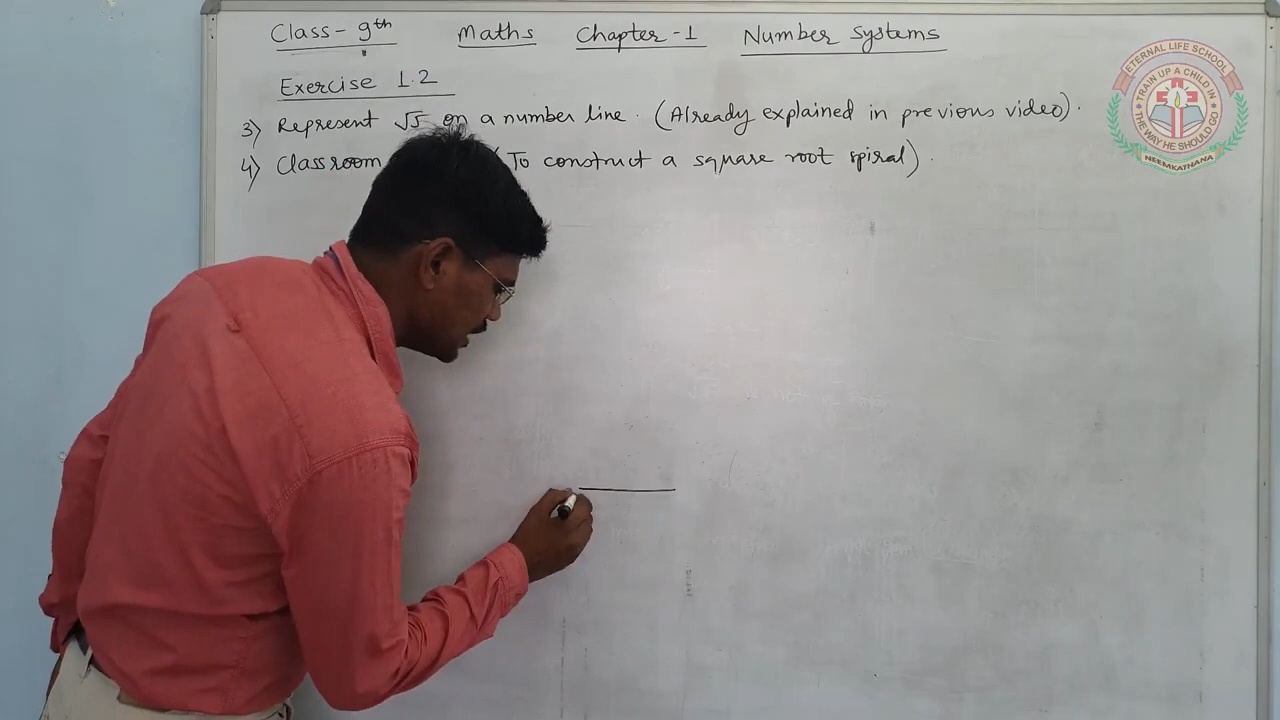 Class - 9th Maths Chapter - 1 Number Systems
Exercise 1.2
3) Represent √5 on a number line. (Already explained in previous video).
4) Classroom (To construct a square root spiral).
ETERNAL LIFE SCHOOL
TRAIN UP A CHILD IN
THE WAY HE SHOULD GO
NEEMKATHANA